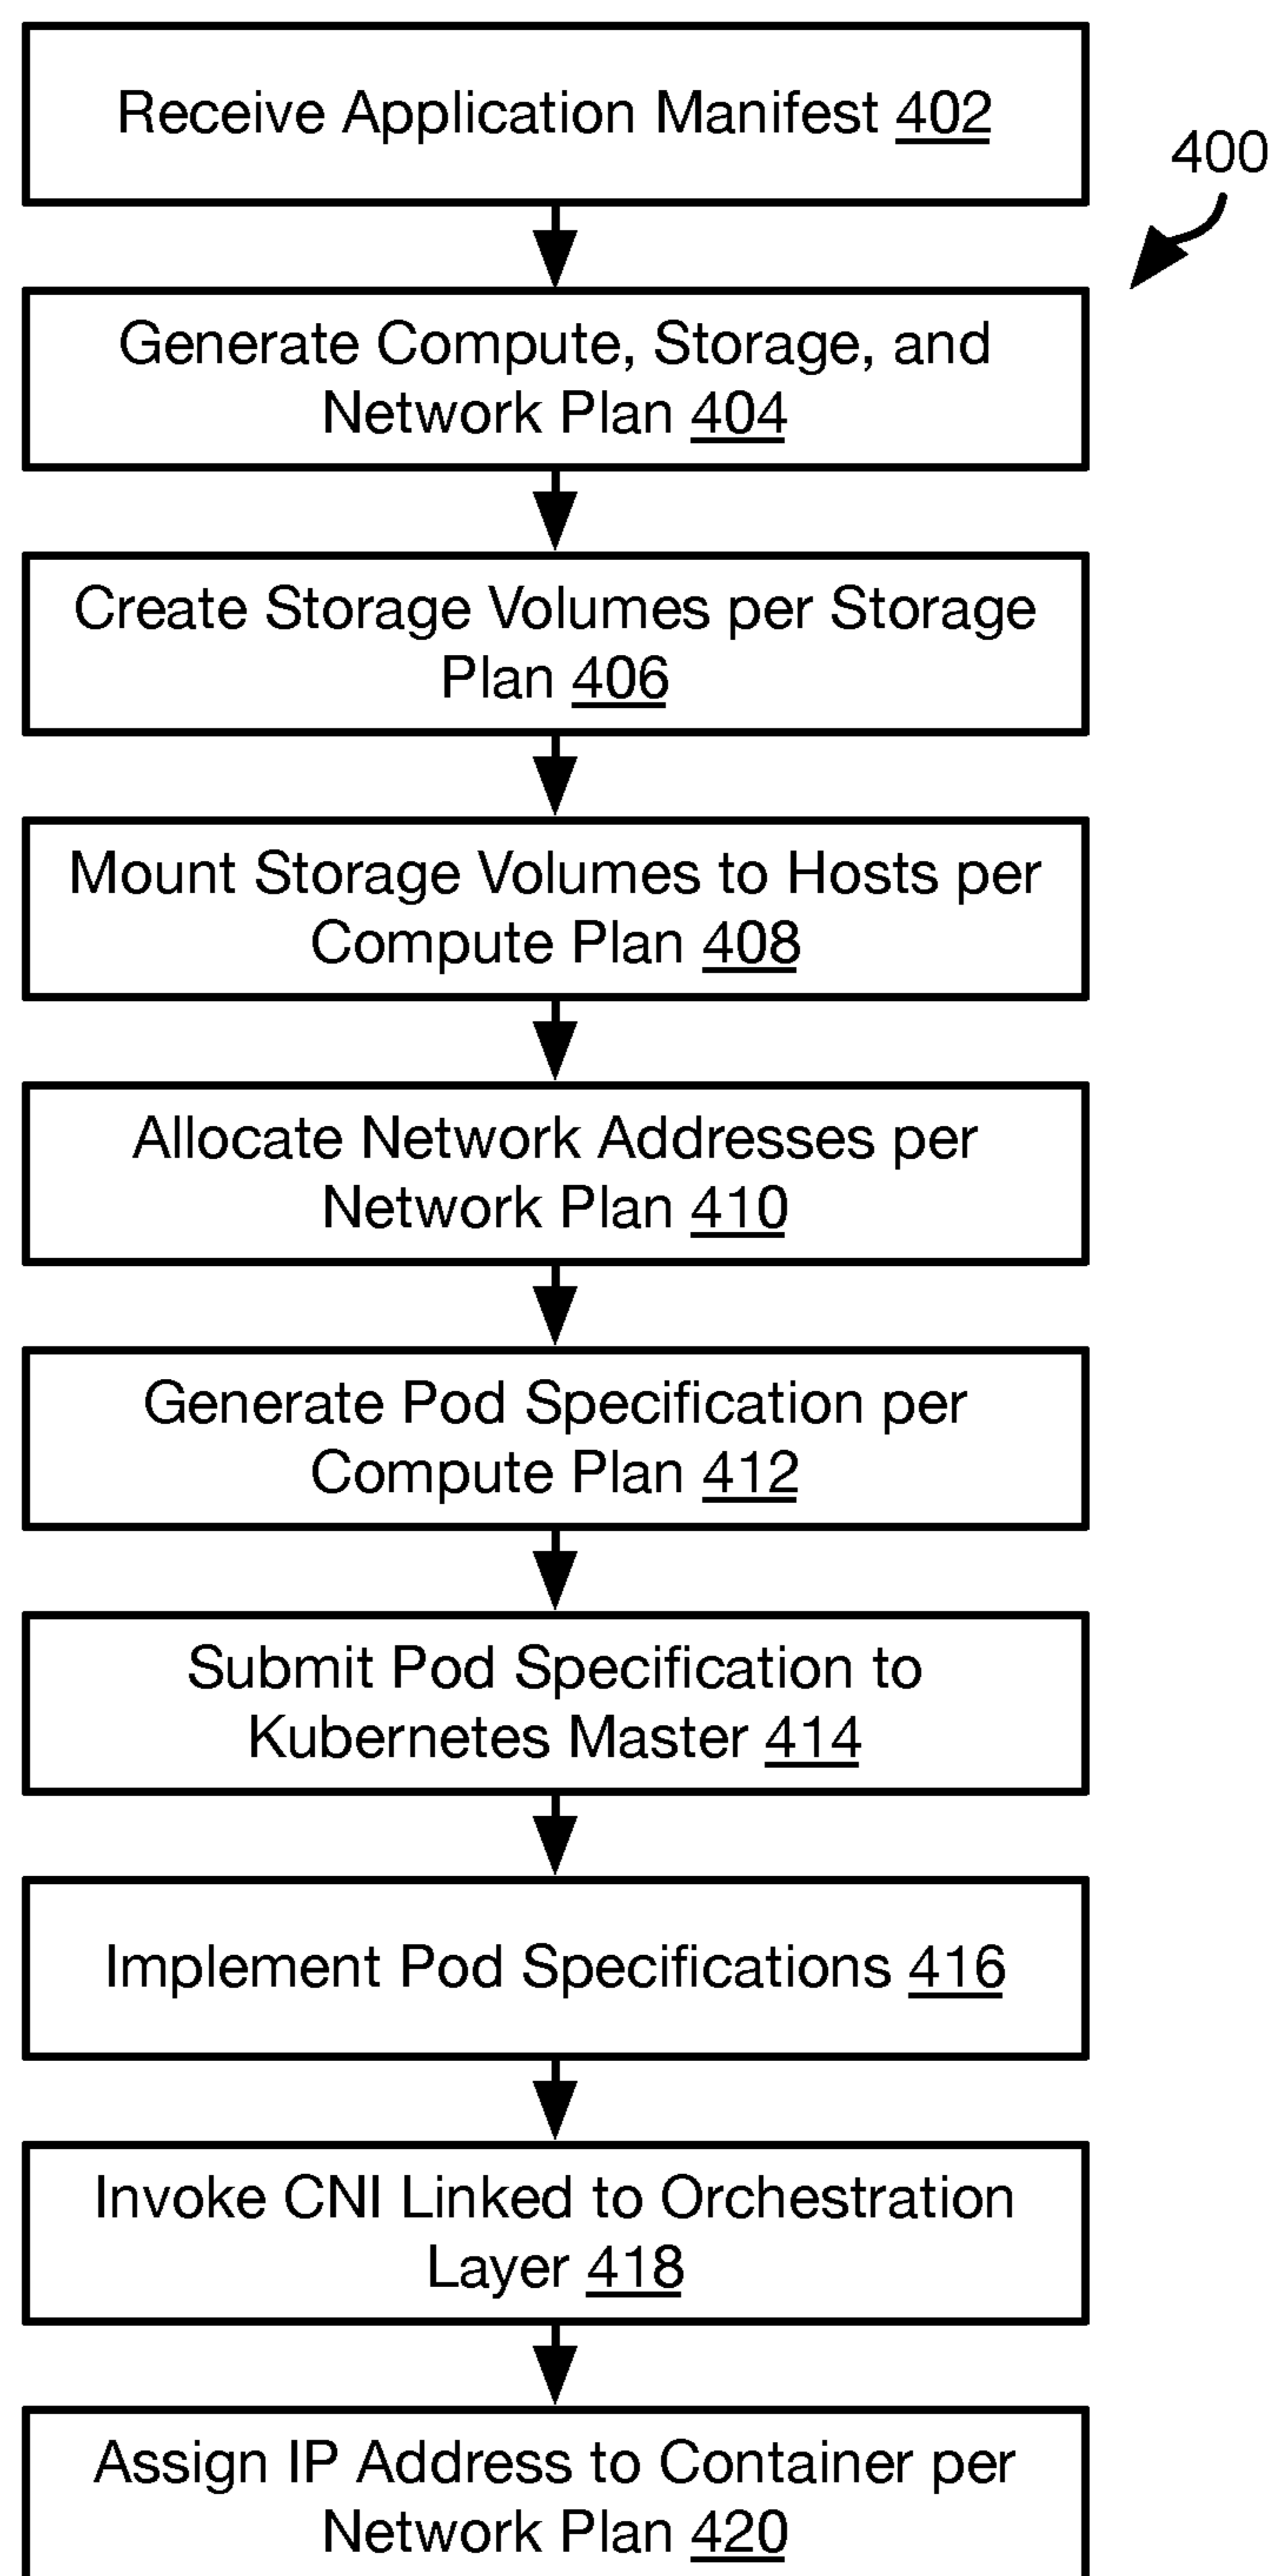 Receive Application Manifest 402
400
Generate Compute, Storage, and
Network Plan 404
Create Storage Volumes per Storage
Plan 406
Mount Storage Volumes to Hosts per
Compute Plan 408
Allocate Network Addresses per
Network Plan 410
Generate Pod Specification per
Compute Plan 412
Submit Pod Specification to
Kubernetes Master 414
Implement Pod Specifications 416
Invoke CNI Linked to Orchestration
Layer 418
Assign IP Address to Container per
Network Plan 420